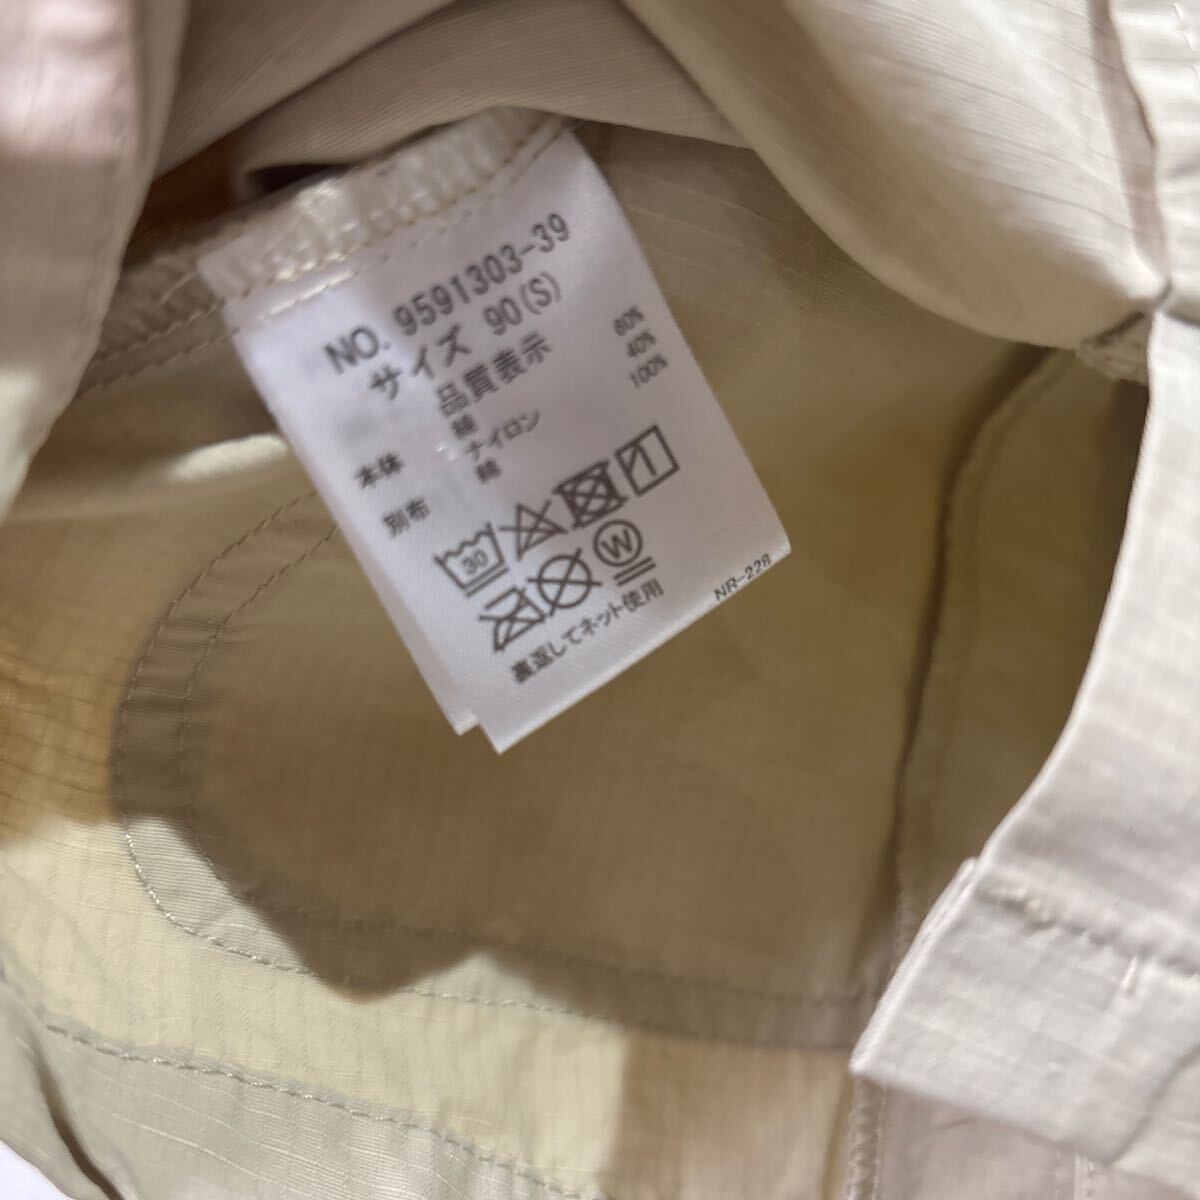 NO. 9591303-39
サイズ 90(S)
品質表示
本体 綿 60%
ナイロン 40%
別布 綿 100%
30
W
裏返してネット使用
NR-228